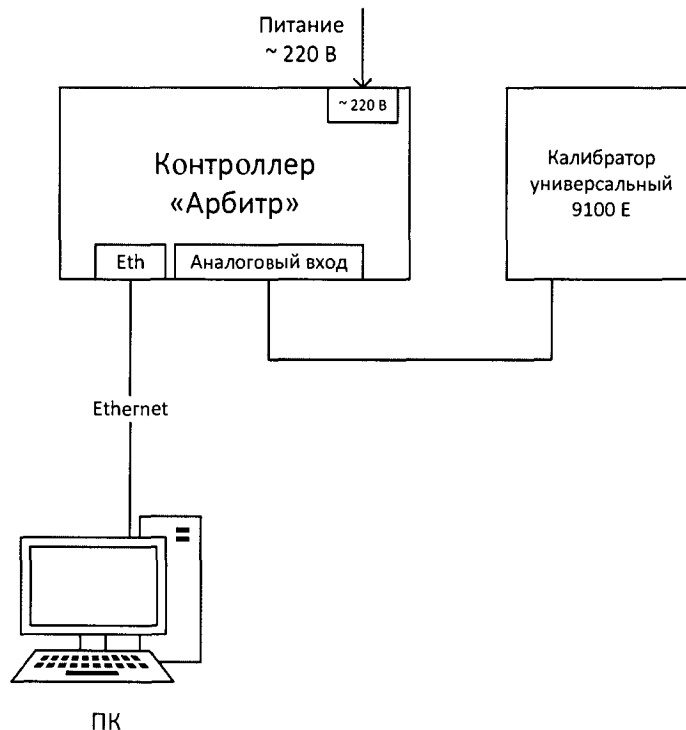 Питание
~ 220 В
~ 220 В
Контроллер
«Арбитр»
Eth
Аналоговый вход
Калибратор
универсальный
9100 Е
Ethernet
ПК